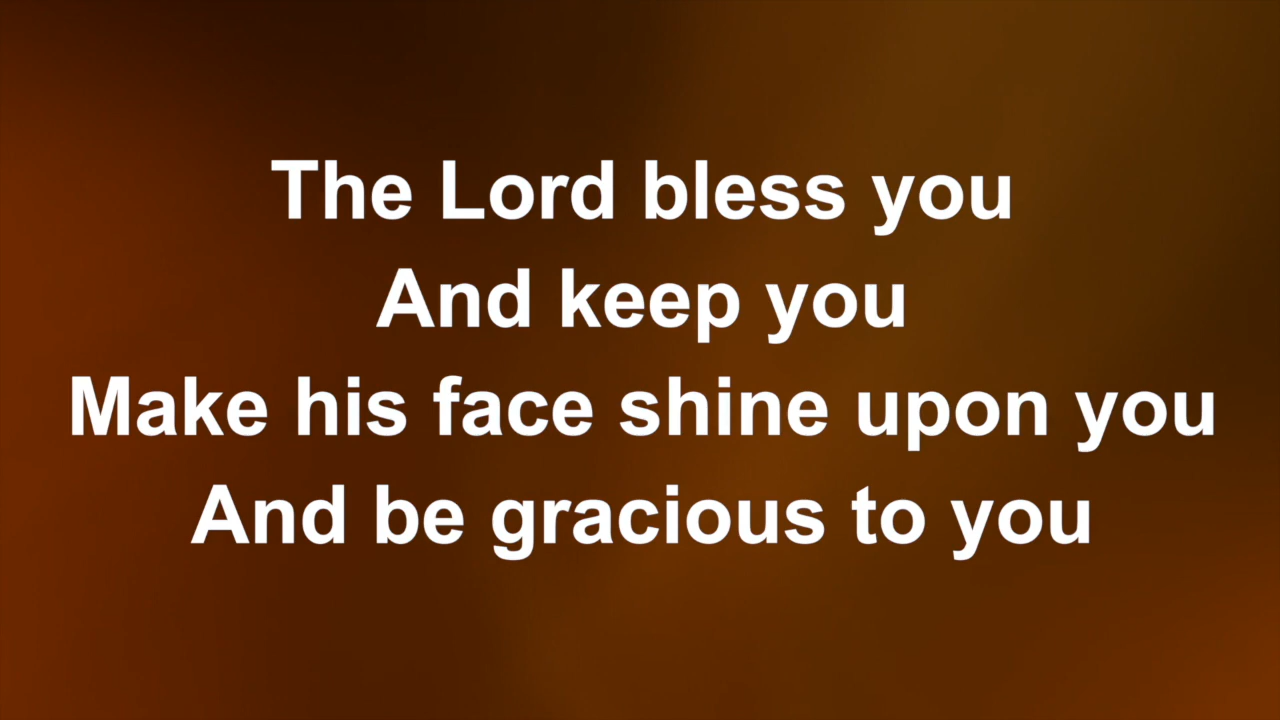 The Lord bless you
And keep you
Make his face shine upon you
And be gracious to you